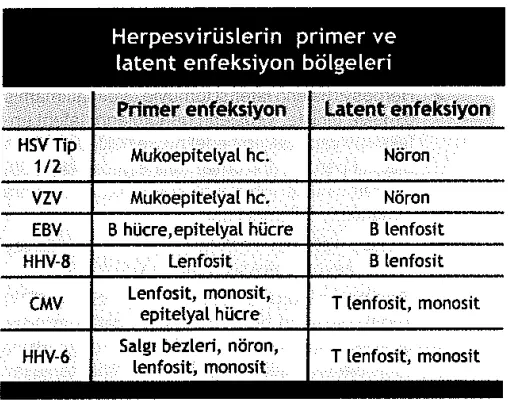 Herpesvirüslerin primer ve
latent enfeksiyon bölgeleri
Primer enfeksiyon Latent enfeksiyon
HSV Tip 1/2 Mukoepitelyal hc. Nöron
VZV Mukoepitelyal hc. Nöron
EBV B hücre,epitelyal hücre B lenfosit
HHV-8 Lenfosit B lenfosit
CMV Lenfosit, monosit, epitelyal hücre T lenfosit, monosit
HHV-6 Salgı bezleri, nöron, lenfosit, monosit T lenfosit, monosit